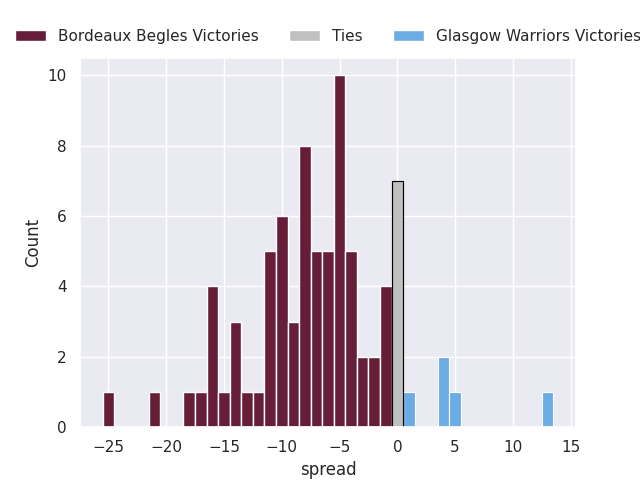 Bordeaux Begles Victories Ties Glasgow Warriors Victories
10
8
6
4
2
0
Count
−25 −20 −15 −10 −5 0 5 10 15
spread